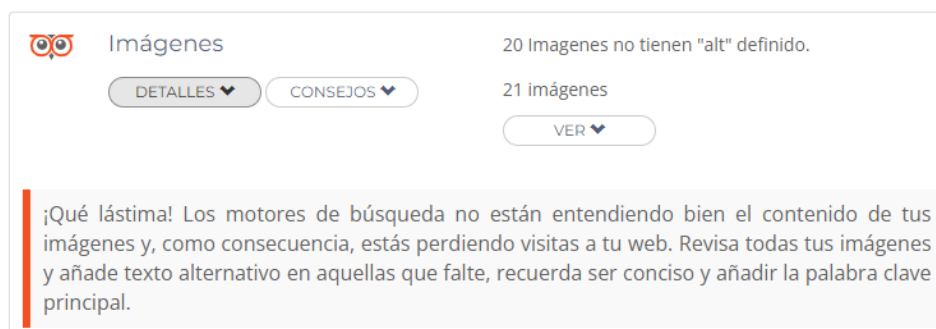 Imágenes
20 Imagenes no tienen "alt" definido.
DETALLES
CONSEJOS
21 imágenes
VER
¡Qué lástima! Los motores de búsqueda no están entendiendo bien el contenido de tus
imágenes y, como consecuencia, estás perdiendo visitas a tu web. Revisa todas tus imágenes
y añade texto alternativo en aquellas que falte, recuerda ser conciso y añadir la palabra clave
principal.